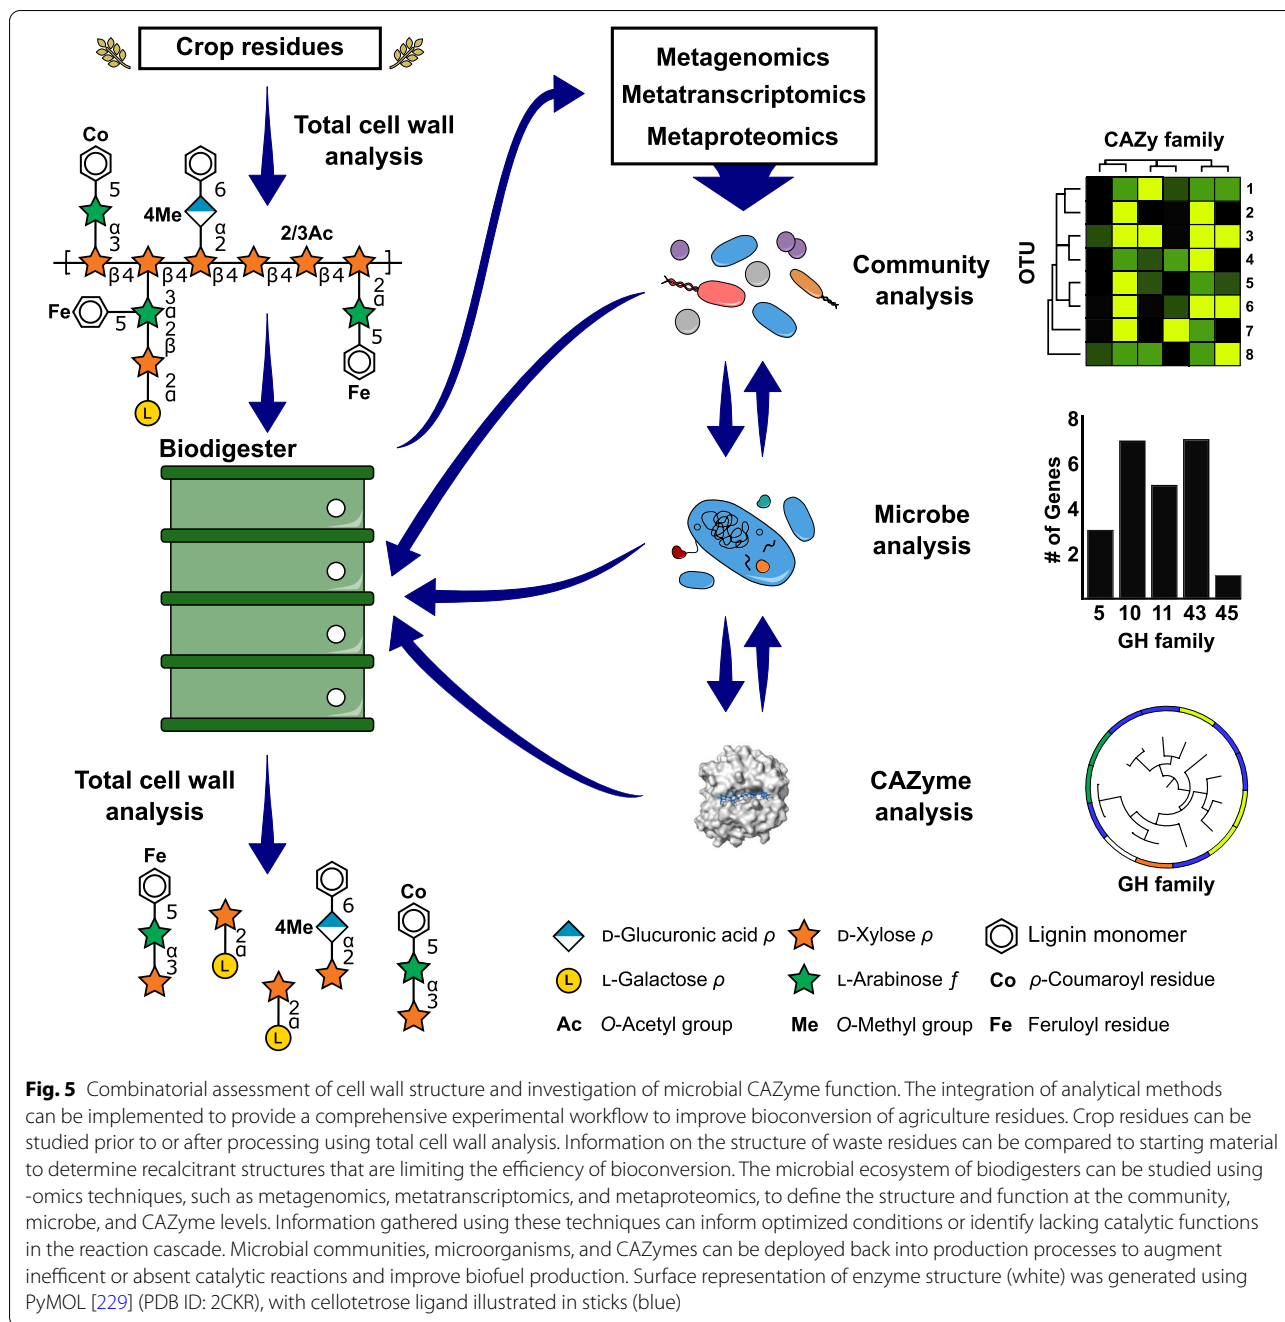 Crop residues
Total cell wall
analysis
Co
5
α
3
4Me
6
α
2
2/3Ac
[
]
β4
β4
β4
β4
β4
Fe
5
3
α
2
β
2
α
L
2
α
5
Fe
Biodigester
Total cell wall
analysis
Fe
5
α
3
2
α
L
4Me
6
α
2
2
α
L
Co
5
α
3
Metagenomics
Metatranscriptomics
Metaproteomics
Community
analysis
Microbe
analysis
CAZyme
analysis
CAZy family
OTU
1
2
3
4
5
6
7
8
# of Genes
8
6
4
2
5 10 11 43 45
GH family
GH family
D-Glucuronic acid ρ
D-Xylose ρ
Lignin monomer
L
L-Galactose ρ
L-Arabinose ƒ
Co ρ-Coumaroyl residue
Ac O-Acetyl group
Me O-Methyl group
Fe Feruloyl residue
Fig. 5 Combinatorial assessment of cell wall structure and investigation of microbial CAZyme function. The integration of analytical methods
can be implemented to provide a comprehensive experimental workflow to improve bioconversion of agriculture residues. Crop residues can be
studied prior to or after processing using total cell wall analysis. Information on the structure of waste residues can be compared to starting material
to determine recalcitrant structures that are limiting the efficiency of bioconversion. The microbial ecosystem of biodigesters can be studied using
-omics techniques, such as metagenomics, metatranscriptomics, and metaproteomics, to define the structure and function at the community,
microbe, and CAZyme levels. Information gathered using these techniques can inform optimized conditions or identify lacking catalytic functions
in the reaction cascade. Microbial communities, microorganisms, and CAZymes can be deployed back into production processes to augment
inefficent or absent catalytic reactions and improve biofuel production. Surface representation of enzyme structure (white) was generated using
PyMOL [229] (PDB ID: 2CKR), with cellotetrose ligand illustrated in sticks (blue)